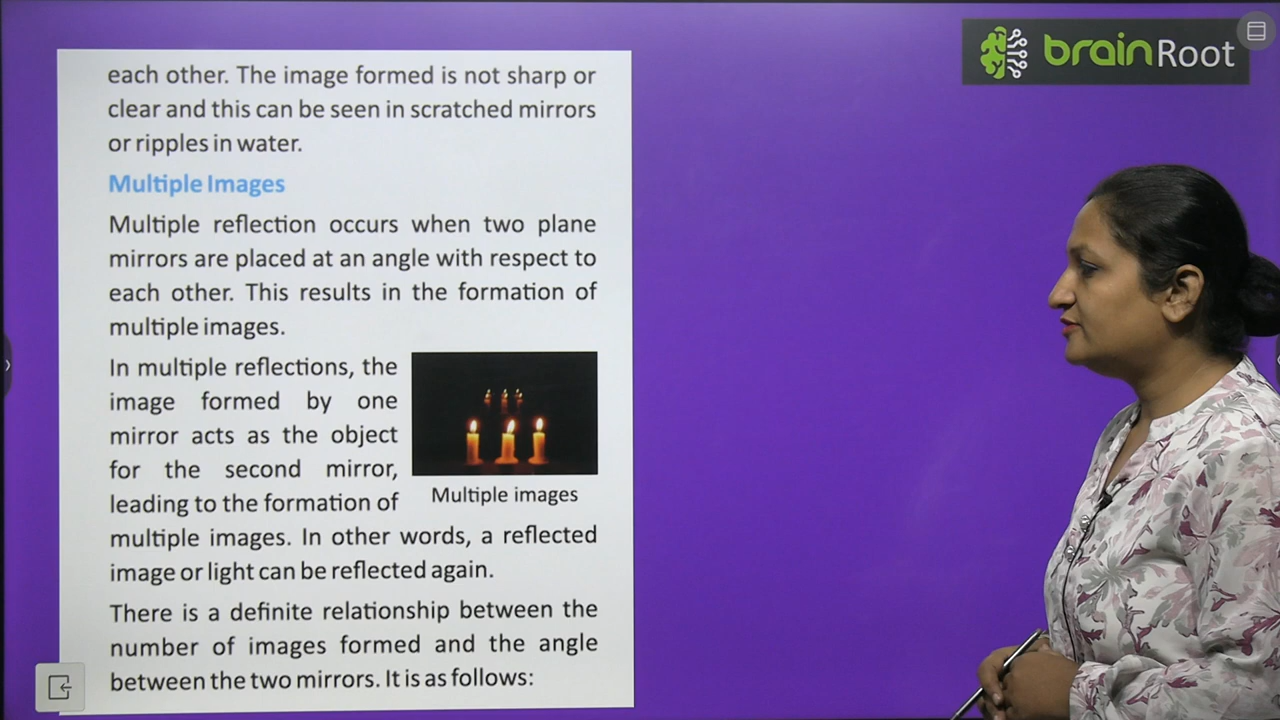 brainRoot
each other. The image formed is not sharp or
clear and this can be seen in scratched mirrors
or ripples in water.
Multiple Images
Multiple reflection occurs when two plane
mirrors are placed at an angle with respect to
each other. This results in the formation of
multiple images.
In multiple reflections, the
image formed by one
mirror acts as the object
for the second mirror,
leading to the formation of
multiple images. In other words, a reflected
image or light can be reflected again.
Multiple images
There is a definite relationship between the
number of images formed and the angle
between the two mirrors. It is as follows: